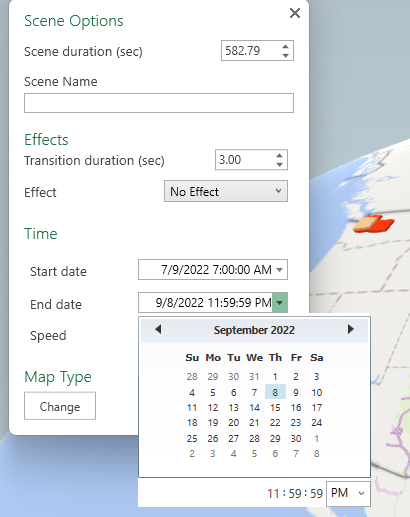 Scene Options
Scene duration (sec) 582.79
Scene Name
Effects
Transition duration (sec) 3.00
Effect No Effect
Time
Start date 7/9/2022 7:00:00 AM
End date 9/8/2022 11:59:59 PM
Speed
September 2022
Su Mo Tu We Th Fr Sa
28 29 30 31 1 2 3
4 5 6 7 8 9 10
11 12 13 14 15 16 17
18 19 20 21 22 23 24
25 26 27 28 29 30 1
2 3 4 5 6 7 8
11 : 59 : 59 PM
Map Type
Change